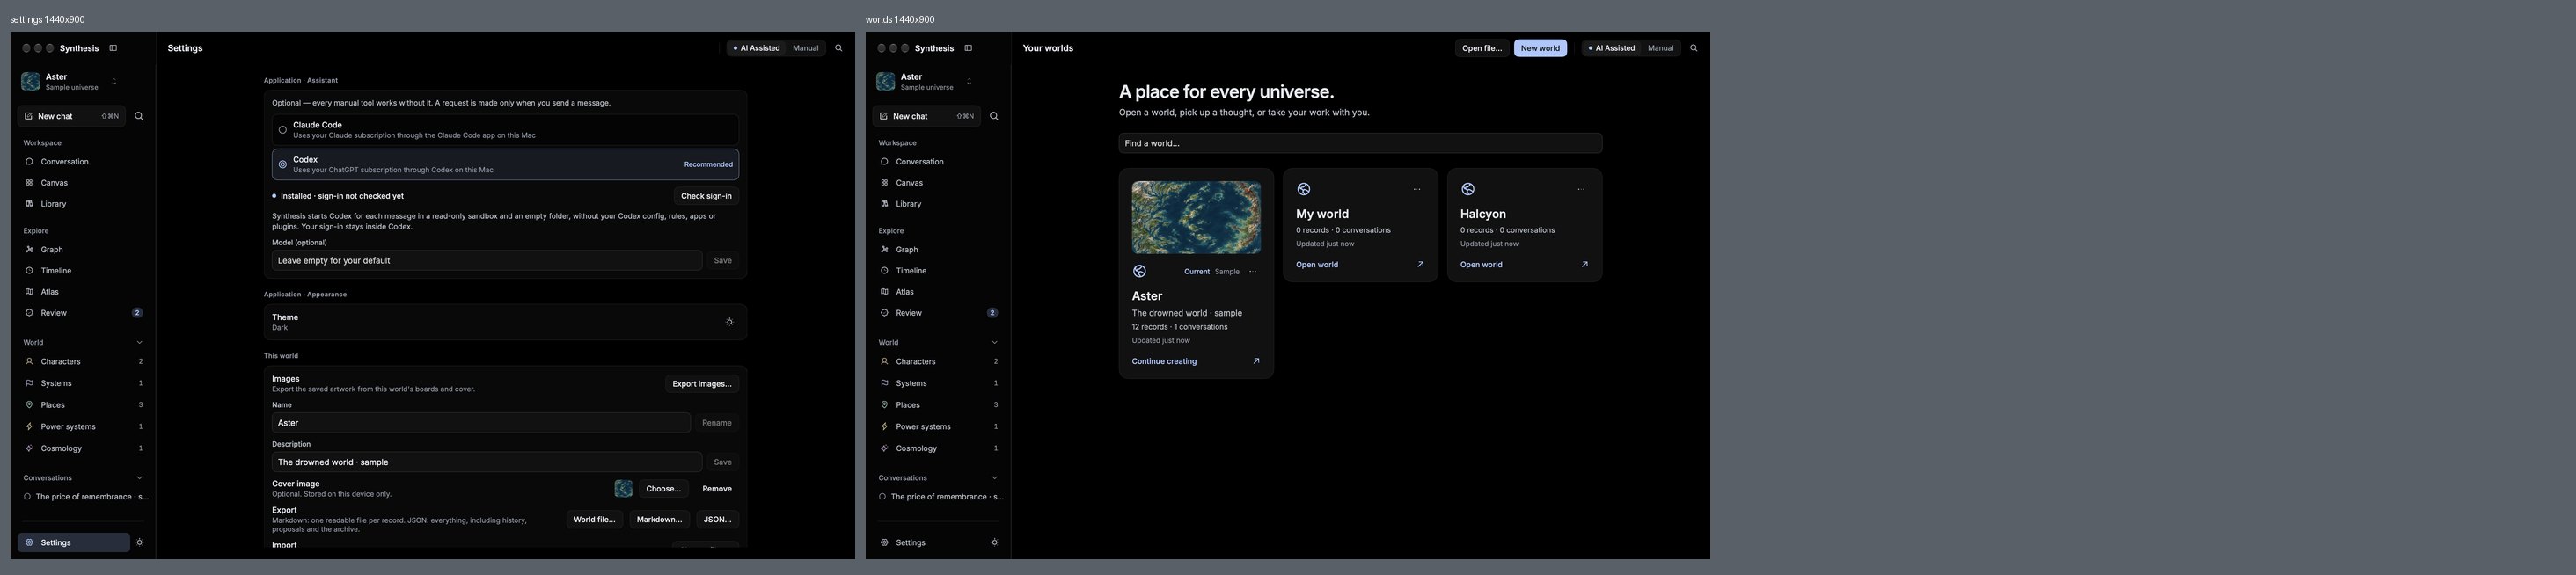 settings 1440x900
Synthesis
Aster
Sample universe
New chat
⇧⌘N
Workspace
Conversation
Canvas
Library
Explore
Graph
Timeline
Atlas
Review
2
World
Characters 2
Systems 1
Places 3
Power systems 1
Cosmology 1
Conversations
The price of remembrance · s...
Settings
Settings
AI Assisted
Manual
Application · Assistant
Optional — every manual tool works without it. A request is made only when you send a message.
Claude Code
Uses your Claude subscription through the Claude Code app on this Mac
Codex
Uses your ChatGPT subscription through Codex on this Mac
Recommended
Installed · sign-in not checked yet
Check sign-in
Synthesis starts Codex for each message in a read-only sandbox and an empty folder, without your Codex config, rules, apps or
plugins. Your sign-in stays inside Codex.
Model (optional)
Leave empty for your default
Save
Application · Appearance
Theme
Dark
This world
Images
Export the saved artwork from this world's boards and cover.
Export images...
Name
Aster
Rename
Description
The drowned world · sample
Save
Cover image
Optional. Stored on this device only.
Choose...
Remove
Export
Markdown: one readable file per record. JSON: everything, including history,
proposals and the archive.
World file...
Markdown...
JSON...
Import
worlds 1440x900
Synthesis
Aster
Sample universe
New chat
⇧⌘N
Workspace
Conversation
Canvas
Library
Explore
Graph
Timeline
Atlas
Review
2
World
Characters 2
Systems 1
Places 3
Power systems 1
Cosmology 1
Conversations
The price of remembrance · s...
Settings
Your worlds
Open file...
New world
AI Assisted
Manual
A place for every universe.
Open a world, pick up a thought, or take your work with you.
Find a world...
Current Sample
Aster
The drowned world · sample
12 records · 1 conversations
Updated just now
Continue creating
My world
0 records · 0 conversations
Updated just now
Open world
Halcyon
0 records · 0 conversations
Updated just now
Open world